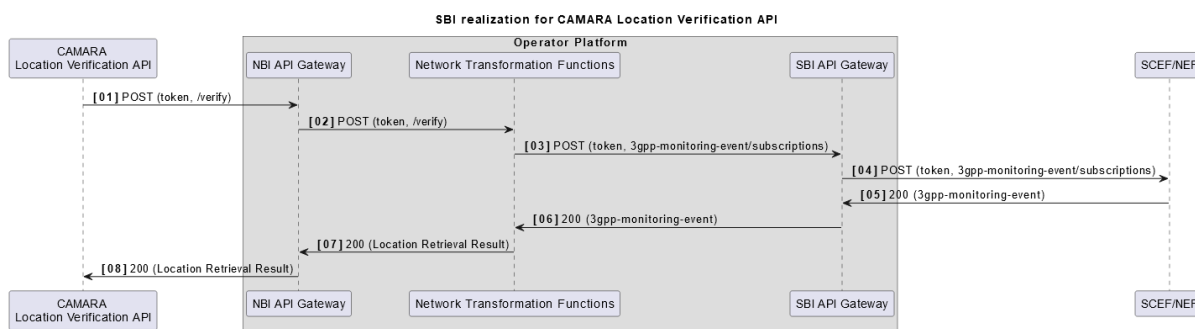 SBI realization for CAMARA Location Verification API
Operator Platform
CAMARA
Location Verification API
NBI API Gateway
Network Transformation Functions
SBI API Gateway
SCEF/NEF
[01] POST (token, /verify)
[02] POST (token, /verify)
[03] POST (token, 3gpp-monitoring-event/subscriptions)
[04] POST (token, 3gpp-monitoring-event/subscriptions)
[05] 200 (3gpp-monitoring-event)
[06] 200 (3gpp-monitoring-event)
[07] 200 (Location Retrieval Result)
[08] 200 (Location Retrieval Result)
CAMARA
Location Verification API
NBI API Gateway
Network Transformation Functions
SBI API Gateway
SCEF/NEF